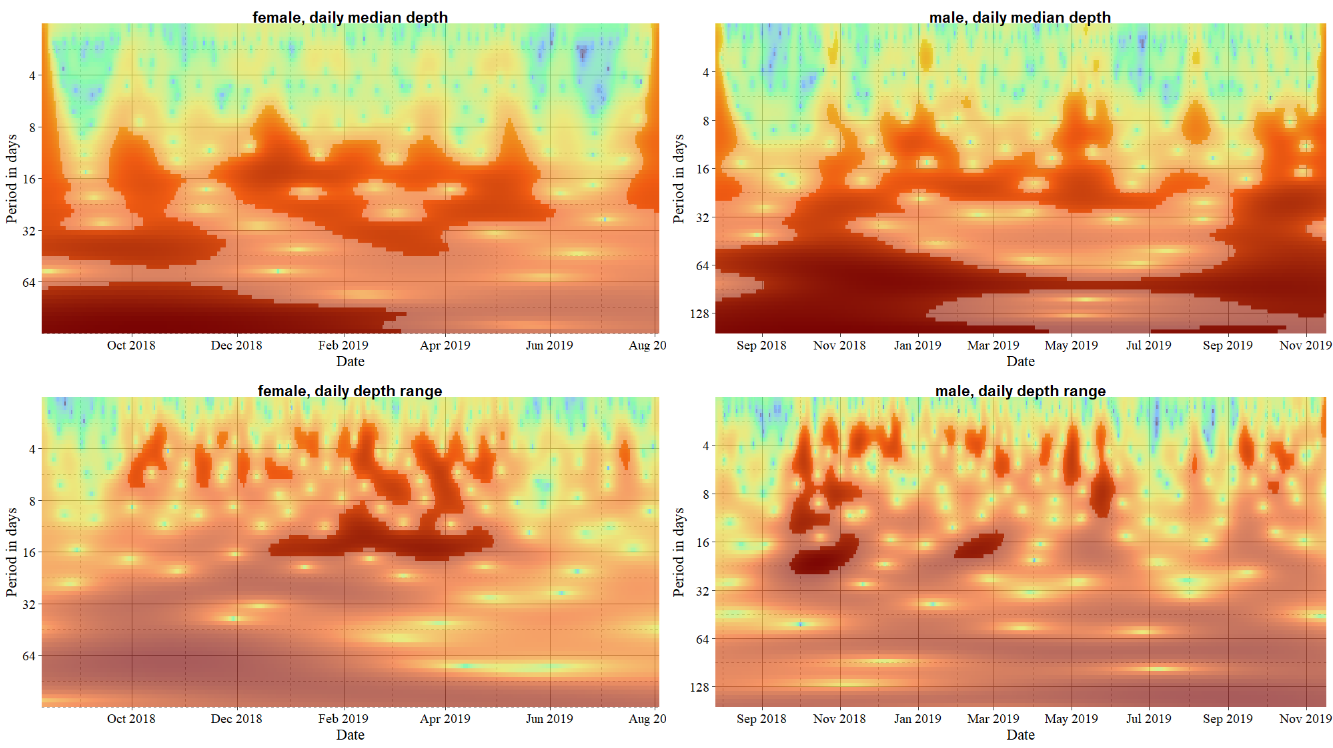 female, daily median depth
Period in days
4
8
16
32
64
Oct 2018 Dec 2018 Feb 2019 Apr 2019 Jun 2019 Aug 20
Date
male, daily median depth
Period in days
4
8
16
32
64
128
Sep 2018 Nov 2018 Jan 2019 Mar 2019 May 2019 Jul 2019 Sep 2019 Nov 2019
Date
female, daily depth range
Period in days
4
8
16
32
64
Oct 2018 Dec 2018 Feb 2019 Apr 2019 Jun 2019 Aug 20
Date
male, daily depth range
Period in days
4
8
16
32
64
128
Sep 2018 Nov 2018 Jan 2019 Mar 2019 May 2019 Jul 2019 Sep 2019 Nov 2019
Date